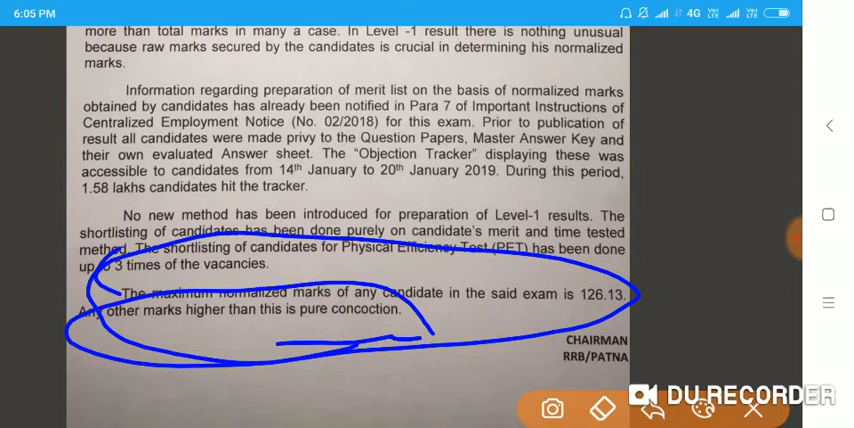 6:05 PM 4G VoLTE VoLTE
more than total marks in many a case. In Level -1 result there is nothing unusual
because raw marks secured by the candidates is crucial in determining his normalized
marks.
Information regarding preparation of merit list on the basis of normalized marks
obtained by candidates has already been notified in Para 7 of Important Instructions of
Centralized Employment Notice (No. 02/2018) for this exam. Prior to publication of
result all candidates were made privy to the Question Papers, Master Answer Key and
their own evaluated Answer sheet. The "Objection Tracker" displaying these was
accessible to candidates from 14th January to 20th January 2019. During this period,
1.58 lakhs candidates hit the tracker.
No new method has been introduced for preparation of Level-1 results. The
shortlisting of candidates has been done purely on candidate's merit and time tested
method. The shortlisting of candidates for Physical Efficiency Test (PET) has been done
up to 3 times of the vacancies.
The maximum normalized marks of any candidate in the said exam is 126.13.
Any other marks higher than this is pure concoction.
CHAIRMAN
RRB/PATNA
DU RECORDER